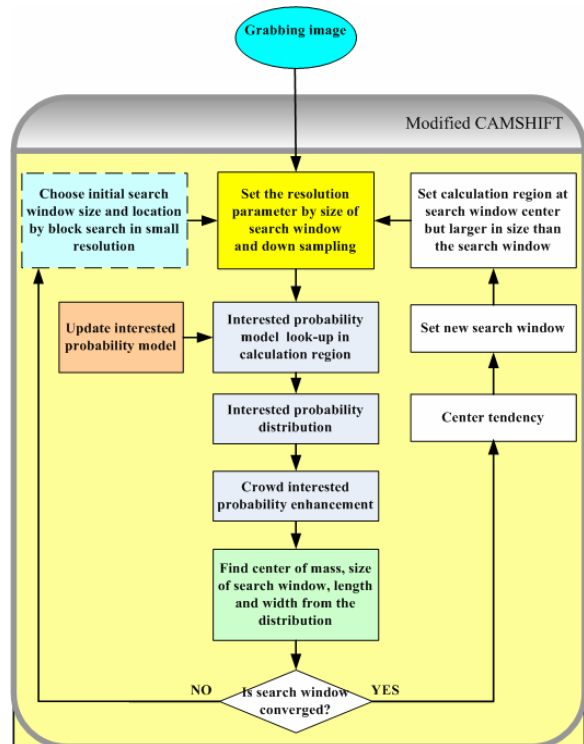 Grabbing image
Modified CAMSHIFT
Choose initial search
window size and location
by block search in small
resolution
Set the resolution
parameter by size of
search window
and down sampling
Set calculation region at
search window center
but larger in size than
the search window
Update interested
probability model
Interested probability
model look-up in
calculation region
Set new search window
Interested probability
distribution
Center tendency
Crowd interested
probability enhancement
Find center of mass, size
of search window, length
and width from the
distribution
NO
Is search window
converged?
YES